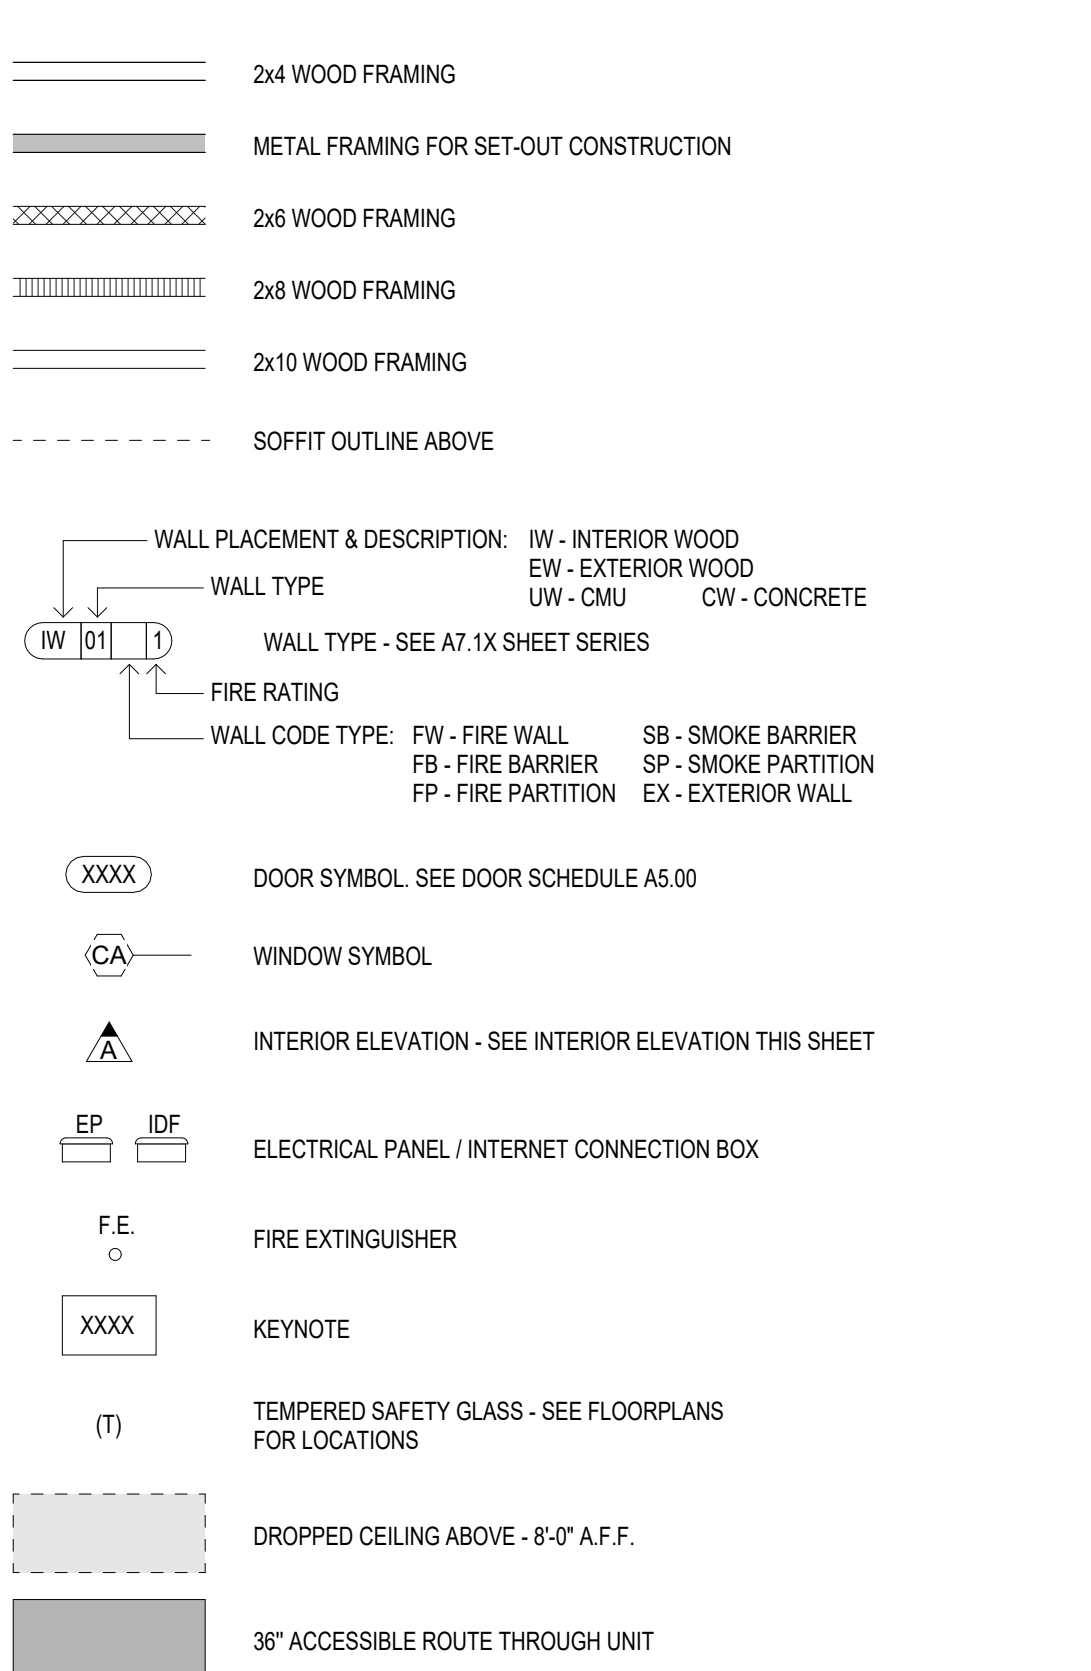 2x4 WOOD FRAMING
METAL FRAMING FOR SET-OUT CONSTRUCTION
2x6 WOOD FRAMING
2x8 WOOD FRAMING
2x10 WOOD FRAMING
SOFFIT OUTLINE ABOVE
WALL PLACEMENT & DESCRIPTION: IW - INTERIOR WOOD
EW - EXTERIOR WOOD
WALL TYPE
UW - CMU CW - CONCRETE
IW 01 1 WALL TYPE - SEE A7.1X SHEET SERIES
FIRE RATING
WALL CODE TYPE: FW - FIRE WALL SB - SMOKE BARRIER
FB - FIRE BARRIER SP - SMOKE PARTITION
FP - FIRE PARTITION EX - EXTERIOR WALL
XXXX DOOR SYMBOL. SEE DOOR SCHEDULE A5.00
CA WINDOW SYMBOL
A INTERIOR ELEVATION - SEE INTERIOR ELEVATION THIS SHEET
EP IDF
ELECTRICAL PANEL / INTERNET CONNECTION BOX
F.E.
FIRE EXTINGUISHER
XXXX KEYNOTE
(T) TEMPERED SAFETY GLASS - SEE FLOORPLANS
FOR LOCATIONS
DROPPED CEILING ABOVE - 8'-0" A.F.F.
36" ACCESSIBLE ROUTE THROUGH UNIT